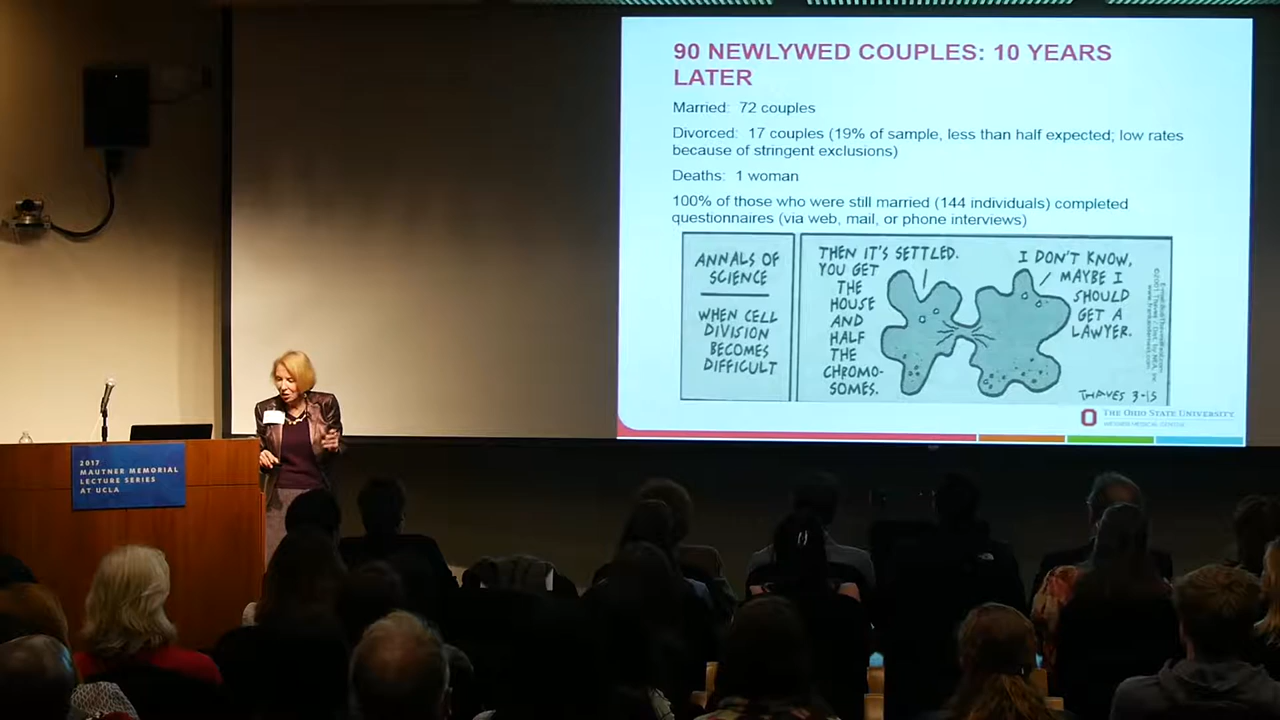 90 NEWLYWED COUPLES: 10 YEARS
LATER
Married: 72 couples
Divorced: 17 couples (19% of sample, less than half expected; low rates
because of stringent exclusions)
Deaths: 1 woman
100% of those who were still married (144 individuals) completed
questionnaires (via web, mail, or phone interviews)
ANNALS OF
SCIENCE
WHEN CELL
DIVISION
BECOMES
DIFFICULT
THEN IT'S SETTLED.
YOU GET
THE
HOUSE
AND
HALF
THE
CHROMO-
SOMES.
I DON'T KNOW,
MAYBE I
SHOULD
GET A
LAWYER.
THAVES 3-15
THE OHIO STATE UNIVERSITY
WEXNER MEDICAL CENTER
2017
MAUTNER MEMORIAL
LECTURE SERIES
AT UCLA